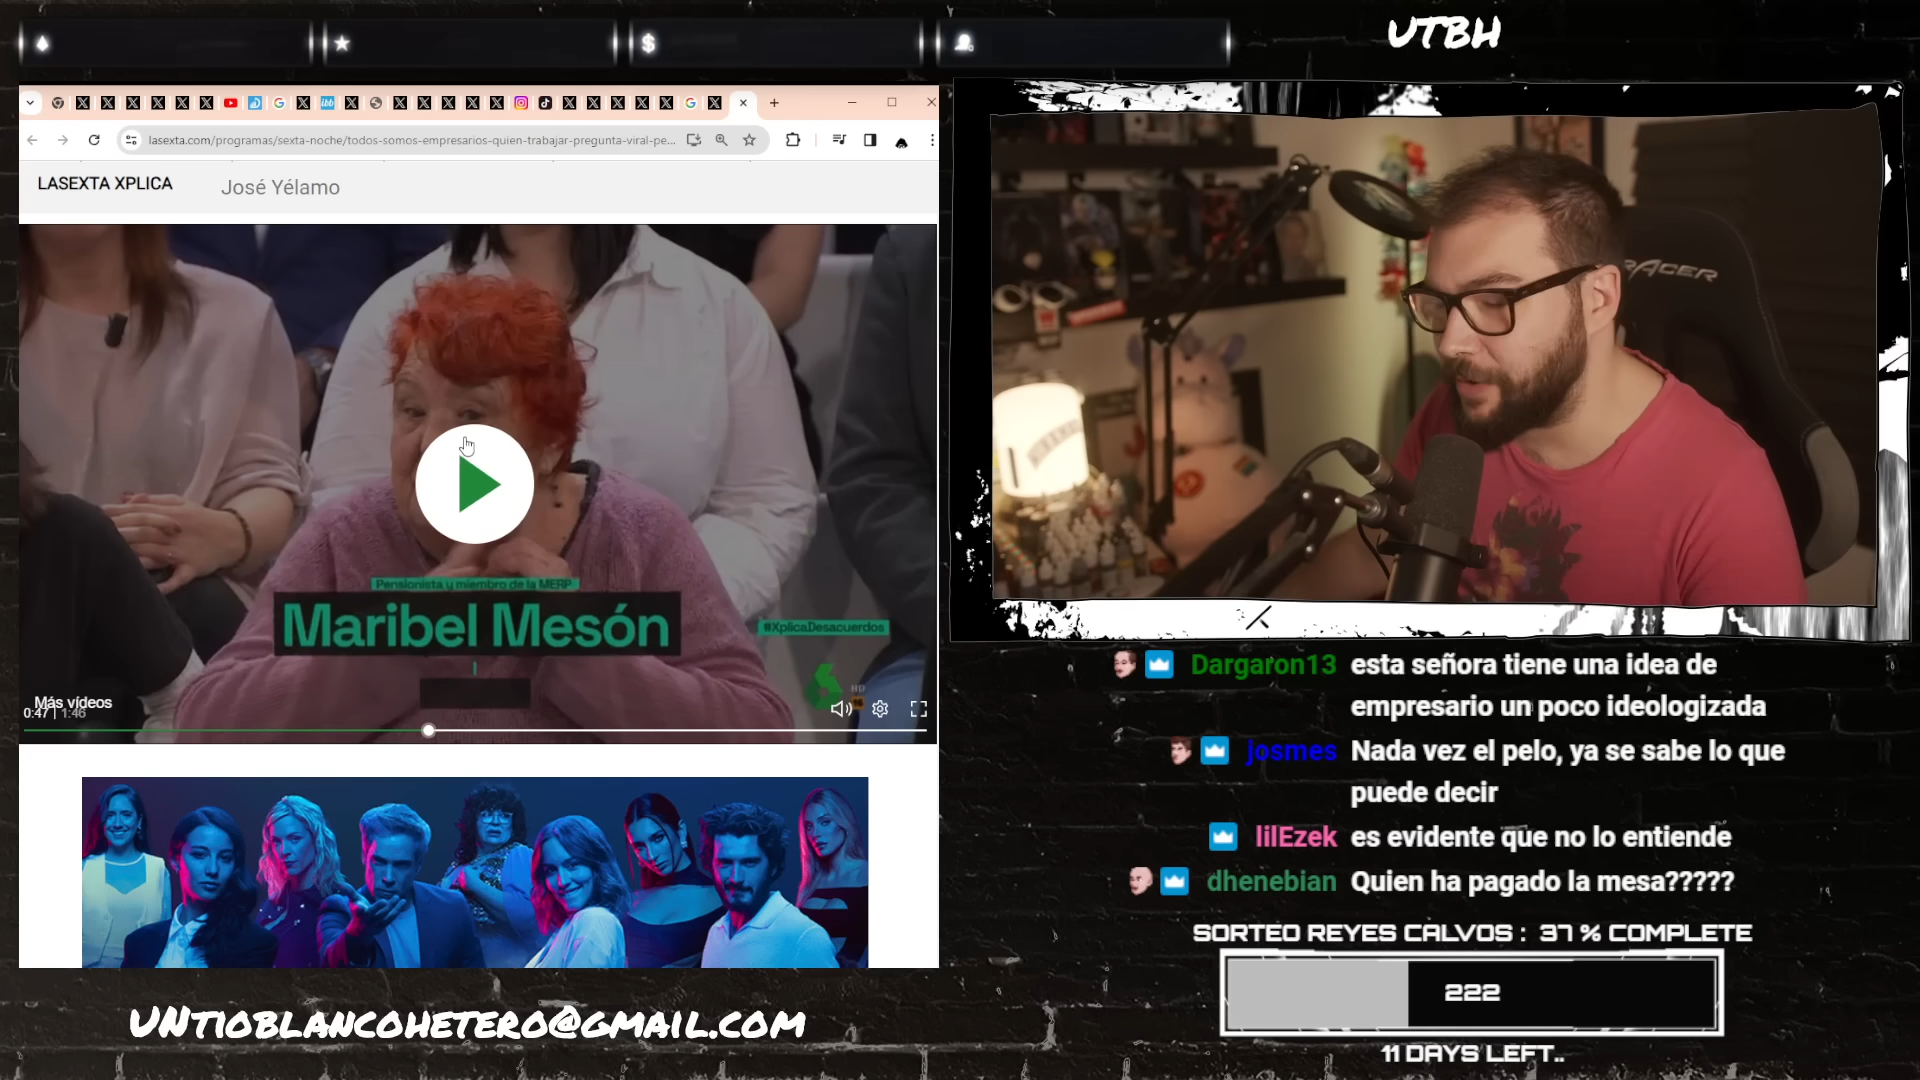 UTBH
lasexta.com/programas/sexta-noche/todos-somos-empresarios-quien-trabajar-pregunta-viral-pe...
LASEXTA XPLICA
José Yélamo
Pensionista y miembro de la MERP
Maribel Mesón
#XplicaDesacuerdos
HD
Más vídeos
0:47 | 1:46
RACER
Dargaron13 esta señora tiene una idea de
empresario un poco ideologizada
josmes Nada vez el pelo, ya se sabe lo que
puede decir
lilEzek es evidente que no lo entiende
dhenebian Quien ha pagado la mesa?????
SORTEO REYES CALVOS : 37 % COMPLETE
222
11 DAYS LEFT..
UNTIOBLANCOHETERO@GMAIL.COM